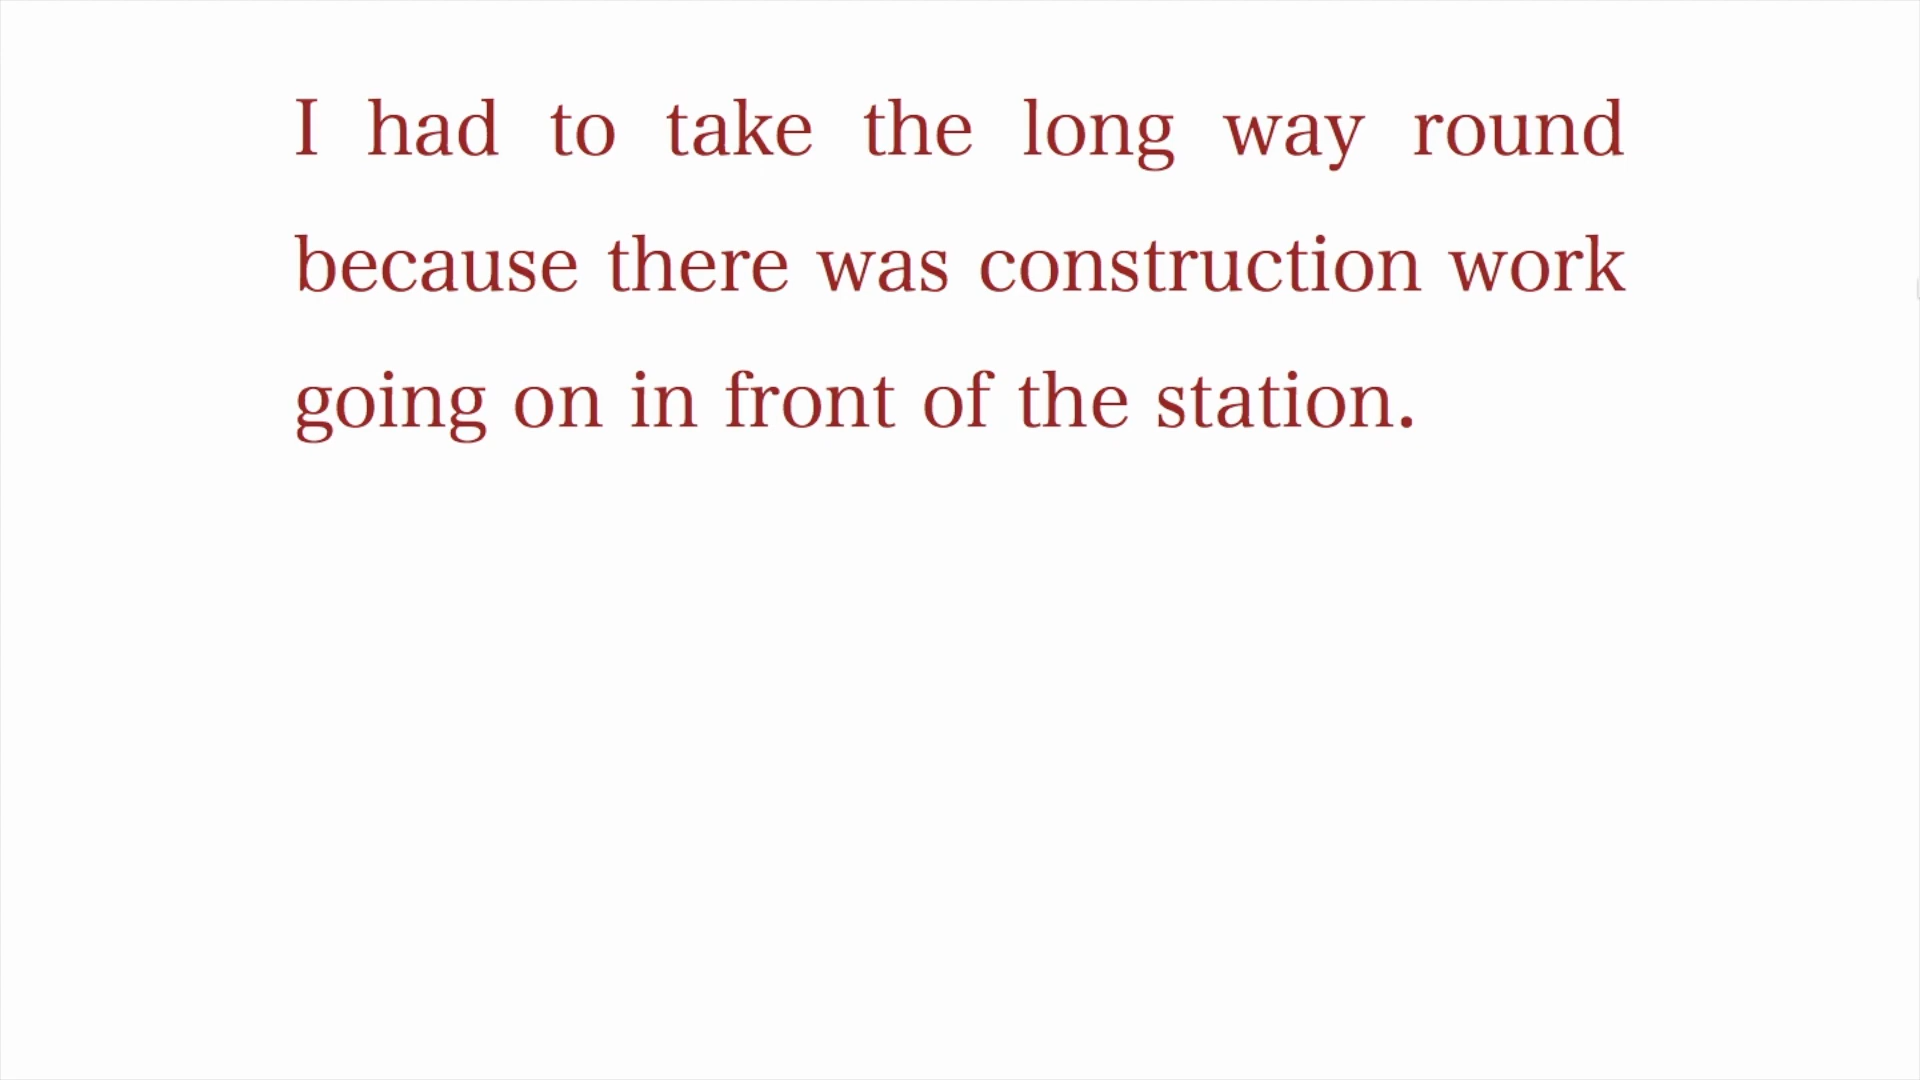 I had to take the long way round
because there was construction work
going on in front of the station.